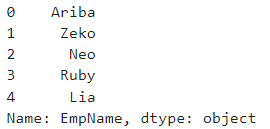 0    Ariba
1     Zeko
2      Neo
3     Ruby
4      Lia
Name: EmpName, dtype: object